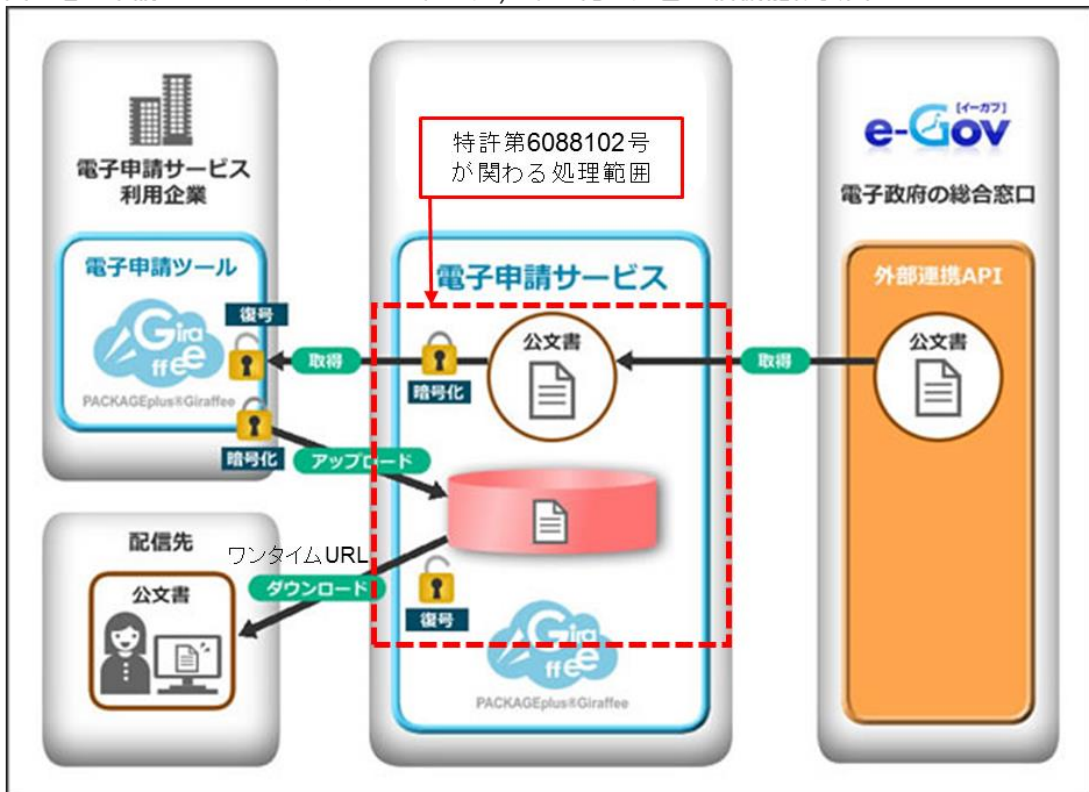 特許第6088102号
が関わる処理範囲
電子申請サービス
利用企業
電子申請ツール
Giraffee
PACKAGEplus®Giraffee
復号
取得
暗号化
アップロード
電子申請サービス
公文書
暗号化
取得
復号
Giraffee
PACKAGEplus®Giraffee
e-Gov
[イーガブ]
電子政府の総合窓口
外部連携API
公文書
配信先
公文書
ワンタイムURL
ダウンロード